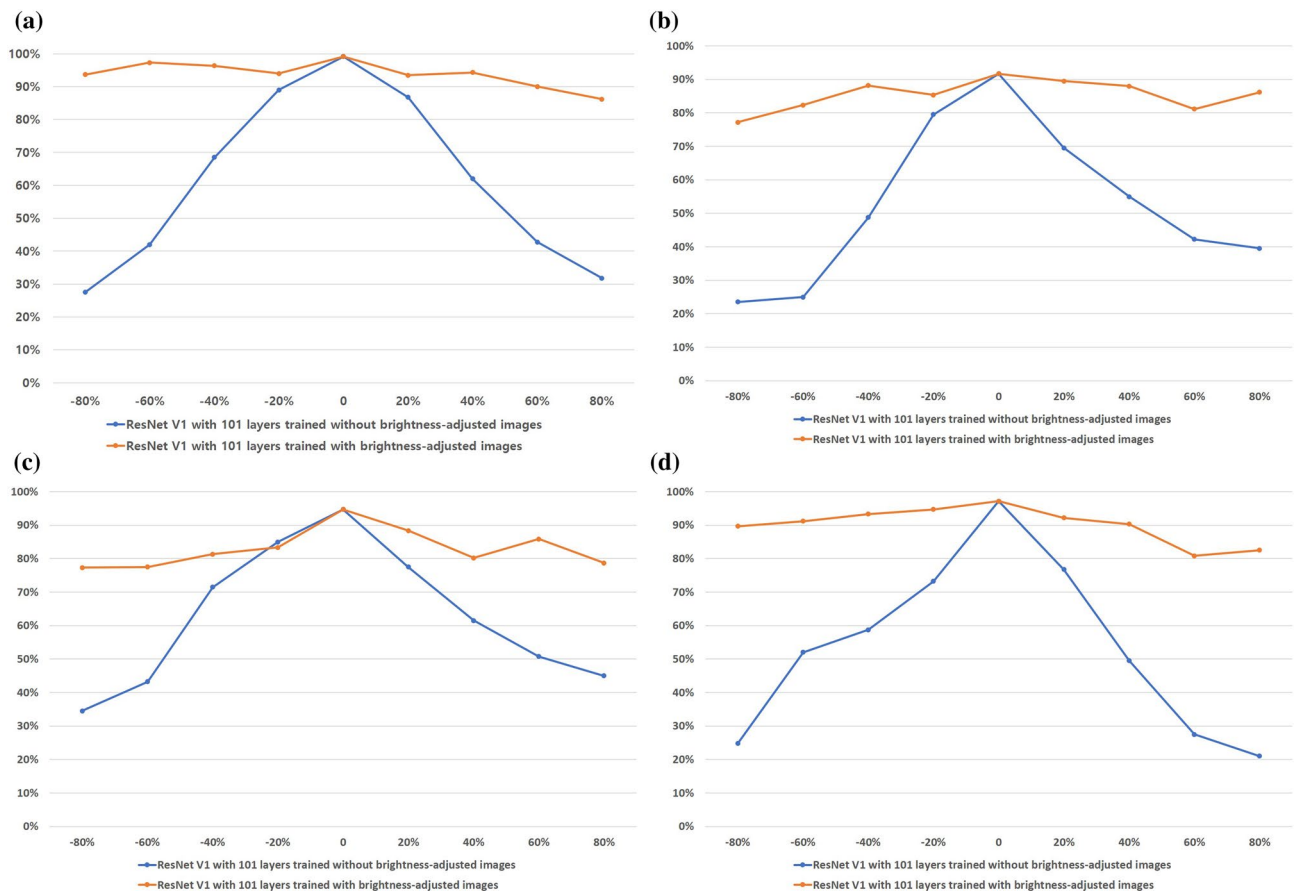 (a)
100%
90%
80%
70%
60%
50%
40%
30%
20%
10%
0%
-80% -60% -40% -20% 0 20% 40% 60% 80%
ResNet V1 with 101 layers trained without brightness-adjusted images
ResNet V1 with 101 layers trained with brightness-adjusted images
(b)
100%
90%
80%
70%
60%
50%
40%
30%
20%
10%
0%
-80% -60% -40% -20% 0 20% 40% 60% 80%
ResNet V1 with 101 layers trained without brightness-adjusted images
ResNet V1 with 101 layers trained with brightness-adjusted images
(c)
100%
90%
80%
70%
60%
50%
40%
30%
20%
10%
0%
-80% -60% -40% -20% 0 20% 40% 60% 80%
ResNet V1 with 101 layers trained without brightness-adjusted images
ResNet V1 with 101 layers trained with brightness-adjusted images
(d)
100%
90%
80%
70%
60%
50%
40%
30%
20%
10%
0%
-80% -60% -40% -20% 0 20% 40% 60% 80%
ResNet V1 with 101 layers trained without brightness-adjusted images
ResNet V1 with 101 layers trained with brightness-adjusted images